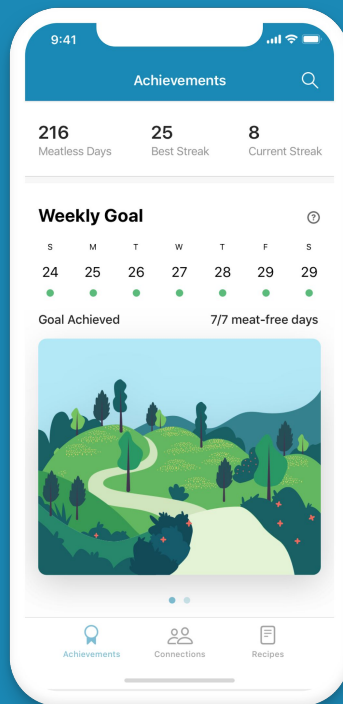 9:41
Achievements
216 25 8
Meatless Days Best Streak Current Streak
Weekly Goal ?
S M T W T F S
24 25 26 27 28 29 29
Goal Achieved 7/7 meat-free days
Achievements Connections Recipes